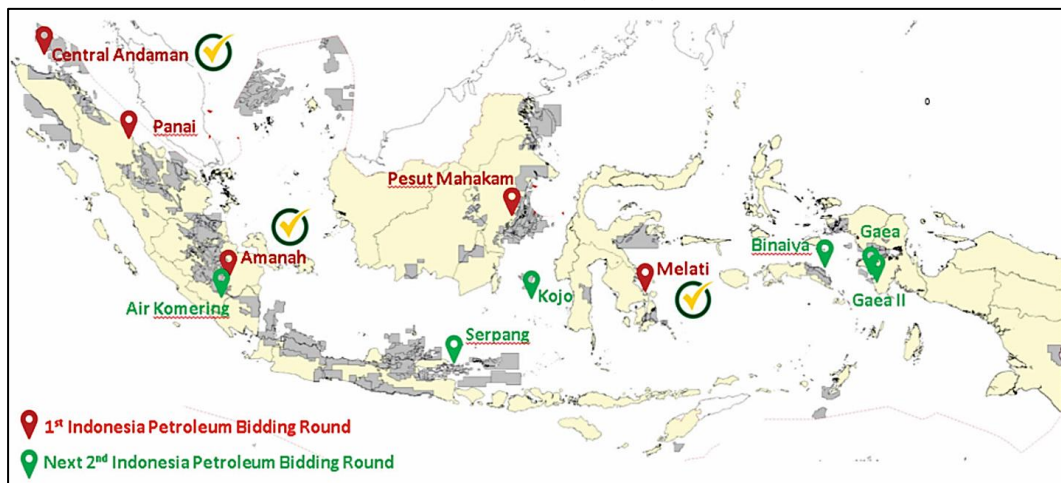 Central Andaman
Panai
Pesut Mahakam
Amanah
Air Komering
Kojo
Serpang
Melati
Binaiya
Gaea
Gaea II
1st Indonesia Petroleum Bidding Round
Next 2nd Indonesia Petroleum Bidding Round